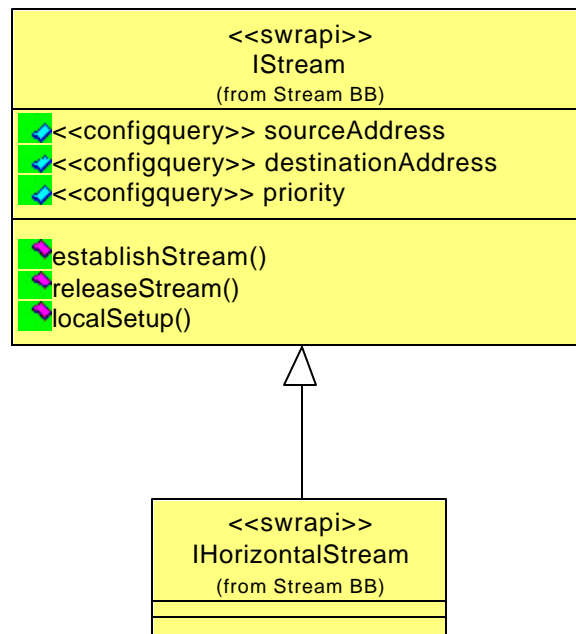 <<swrapi>>
IStream
(from Stream BB)
<<configquery>> sourceAddress
<<configquery>> destinationAddress
<<configquery>> priority
establishStream()
releaseStream()
localSetup()
<<swrapi>>
IHorizontalStream
(from Stream BB)